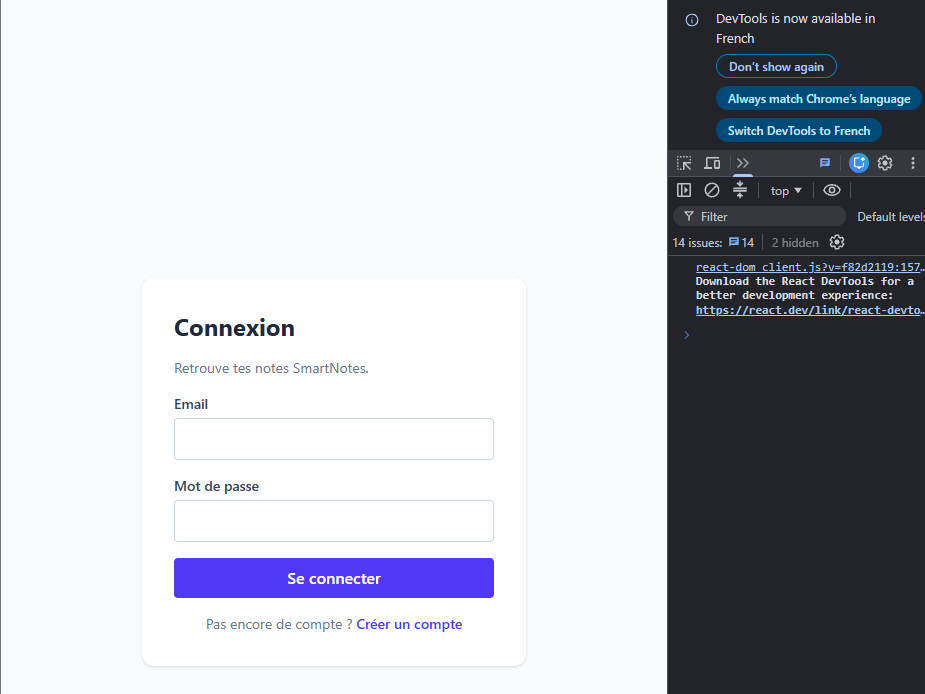 DevTools is now available in
French
Don't show again
Always match Chrome's language
Switch DevTools to French
top
Filter
Default levels
14 issues: 14
2 hidden
react-dom_client.js?v=f82d2119:157…
Download the React DevTools for a
better development experience:
https://react.dev/link/react-devto…
Connexion
Retrouve tes notes SmartNotes.
Email
Mot de passe
Se connecter
Pas encore de compte ? Créer un compte